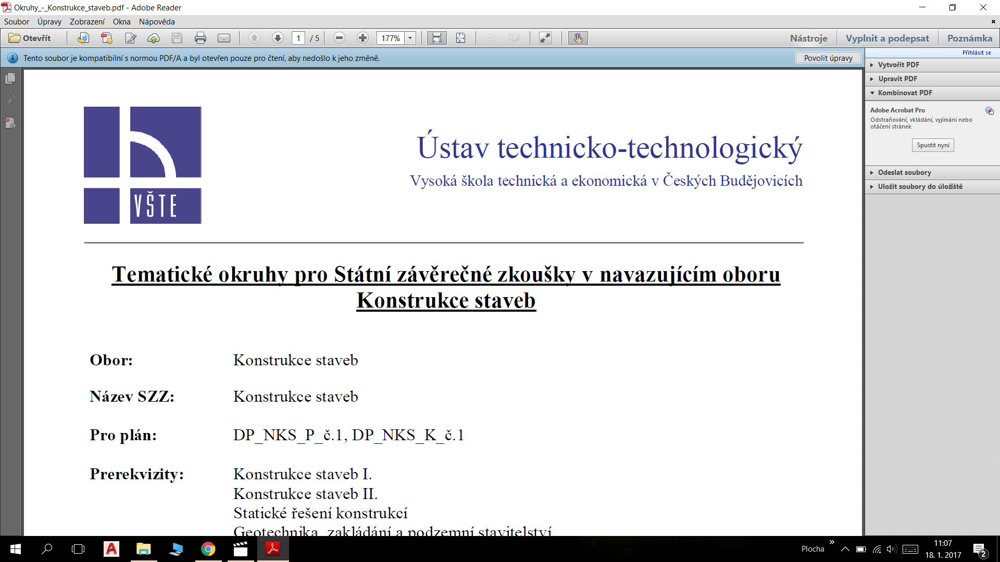 Okruhy_-_Konstrukce_staveb.pdf - Adobe Reader
Soubor Úpravy Zobrazení Okna Nápověda
Otevřít 1 / 5 177% Nástroje Vyplnit a podepsat Poznámka
Tento soubor je kompatibilní s normou PDF/A a byl otevřen pouze pro čtení, aby nedošlo k jeho změně. Povolit úpravy
Přihlásit se
Vytvořit PDF
Upravit PDF
Kombinovat PDF
Adobe Acrobat Pro
Odstraňování, vkládání, vyjímání nebo
otáčení stránek
Spustit nyní
Odeslat soubory
Uložit soubory do úložiště
VŠTE
Ústav technicko-technologický
Vysoká škola technická a ekonomická v Českých Budějovicích
Tematické okruhy pro Státní závěrečné zkoušky v navazujícím oboru
Konstrukce staveb
Obor: Konstrukce staveb
Název SZZ: Konstrukce staveb
Pro plán: DP_NKS_P_č.1, DP_NKS_K_č.1
Prerekvizity: Konstrukce staveb I.
Konstrukce staveb II.
Statické řešení konstrukcí
Geotechnika, zakládání a podzemní stavitelství
Plocha
11:07
18. 1. 2017
2